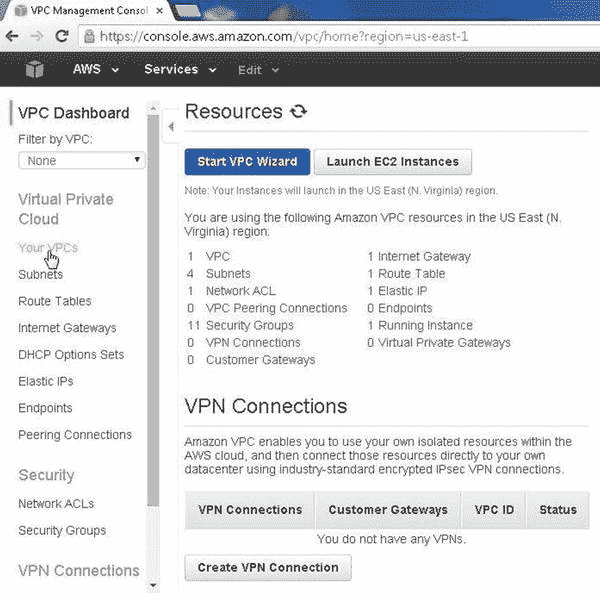 VPC Management Consol
https://console.aws.amazon.com/vpc/home?region=us-east-1
AWS Services Edit
VPC Dashboard
Filter by VPC:
None
Virtual Private
Cloud
Your VPCs
Subnets
Route Tables
Internet Gateways
DHCP Options Sets
Elastic IPs
Endpoints
Peering Connections
Security
Network ACLs
Security Groups
VPN Connections
Resources
Start VPC Wizard Launch EC2 Instances
Note: Your Instances will launch in the US East (N. Virginia) region.
You are using the following Amazon VPC resources in the US East (N.
Virginia) region:
1 VPC 1 Internet Gateway
4 Subnets 1 Route Table
1 Network ACL 1 Elastic IP
0 VPC Peering Connections 0 Endpoints
11 Security Groups 1 Running Instance
0 VPN Connections 0 Virtual Private Gateways
0 Customer Gateways
VPN Connections
Amazon VPC enables you to use your own isolated resources within the
AWS cloud, and then connect those resources directly to your own
datacenter using industry-standard encrypted IPsec VPN connections.
VPN Connections Customer Gateways VPC ID Status
You do not have any VPNs.
Create VPN Connection